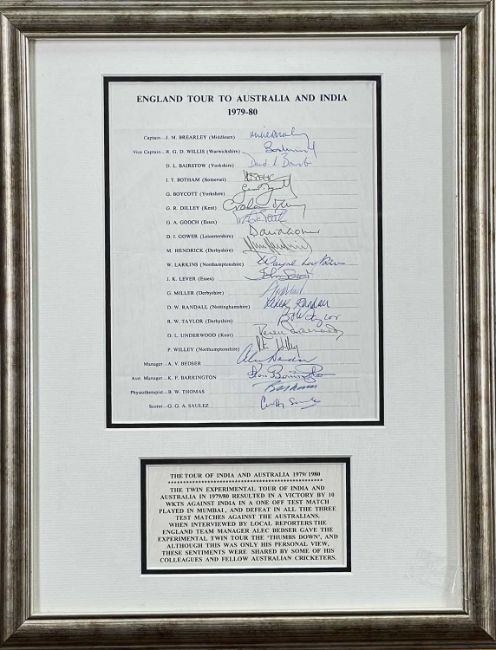 ENGLAND TOUR TO AUSTRALIA AND INDIA
1979-80
Captain - J. M. BREARLEY (Middlesex)
Vice Captain - R. G. D. WILLIS (Warwickshire)
D. L. BAIRSTOW (Yorkshire)
I. T. BOTHAM (Somerset)
G. BOYCOTT (Yorkshire)
G. R. DILLEY (Kent)
G. A. GOOCH (Essex)
D. I. GOWER (Leicestershire)
M. HENDRICK (Derbyshire)
W. LARKINS (Northamptonshire)
J. K. LEVER (Essex)
G. MILLER (Derbyshire)
D. W. RANDALL (Nottinghamshire)
R. W. TAYLOR (Derbyshire)
D. L. UNDERWOOD (Kent)
P. WILLEY (Northamptonshire)
Manager - A. V. BEDSER
Asst. Manager - K. F. BARRINGTON
Physiotherapist - B. W. THOMAS
Scorer - G. G. A. SAULEZ
THE TOUR OF INDIA AND AUSTRALIA 1979/ 1980
THE TWIN EXPERIMENTAL TOUR OF INDIA AND
AUSTRALIA IN 1979/80 RESULTED IN A VICTORY BY 10
WKTS AGAINST INDIA IN A ONE OFF TEST MATCH
PLAYED IN MUMBAI, AND DEFEAT IN ALL THE THREE
TEST MATCHES AGAINST THE AUSTRALIANS.
WHEN INTERVIEWED BY LOCAL REPORTERS THE
ENGLAND TEAM MANAGER ALEC BEDSER GAVE THE
EXPERIMENTAL TWIN TOUR THE "THUMBS DOWN", AND
ALTHOUGH THIS WAS ONLY HIS PERSONAL VIEW,
THESE SENTIMENTS WERE SHARED BY SOME OF HIS
COLLEAGUES AND FELLOW AUSTRALIAN CRICKETERS.